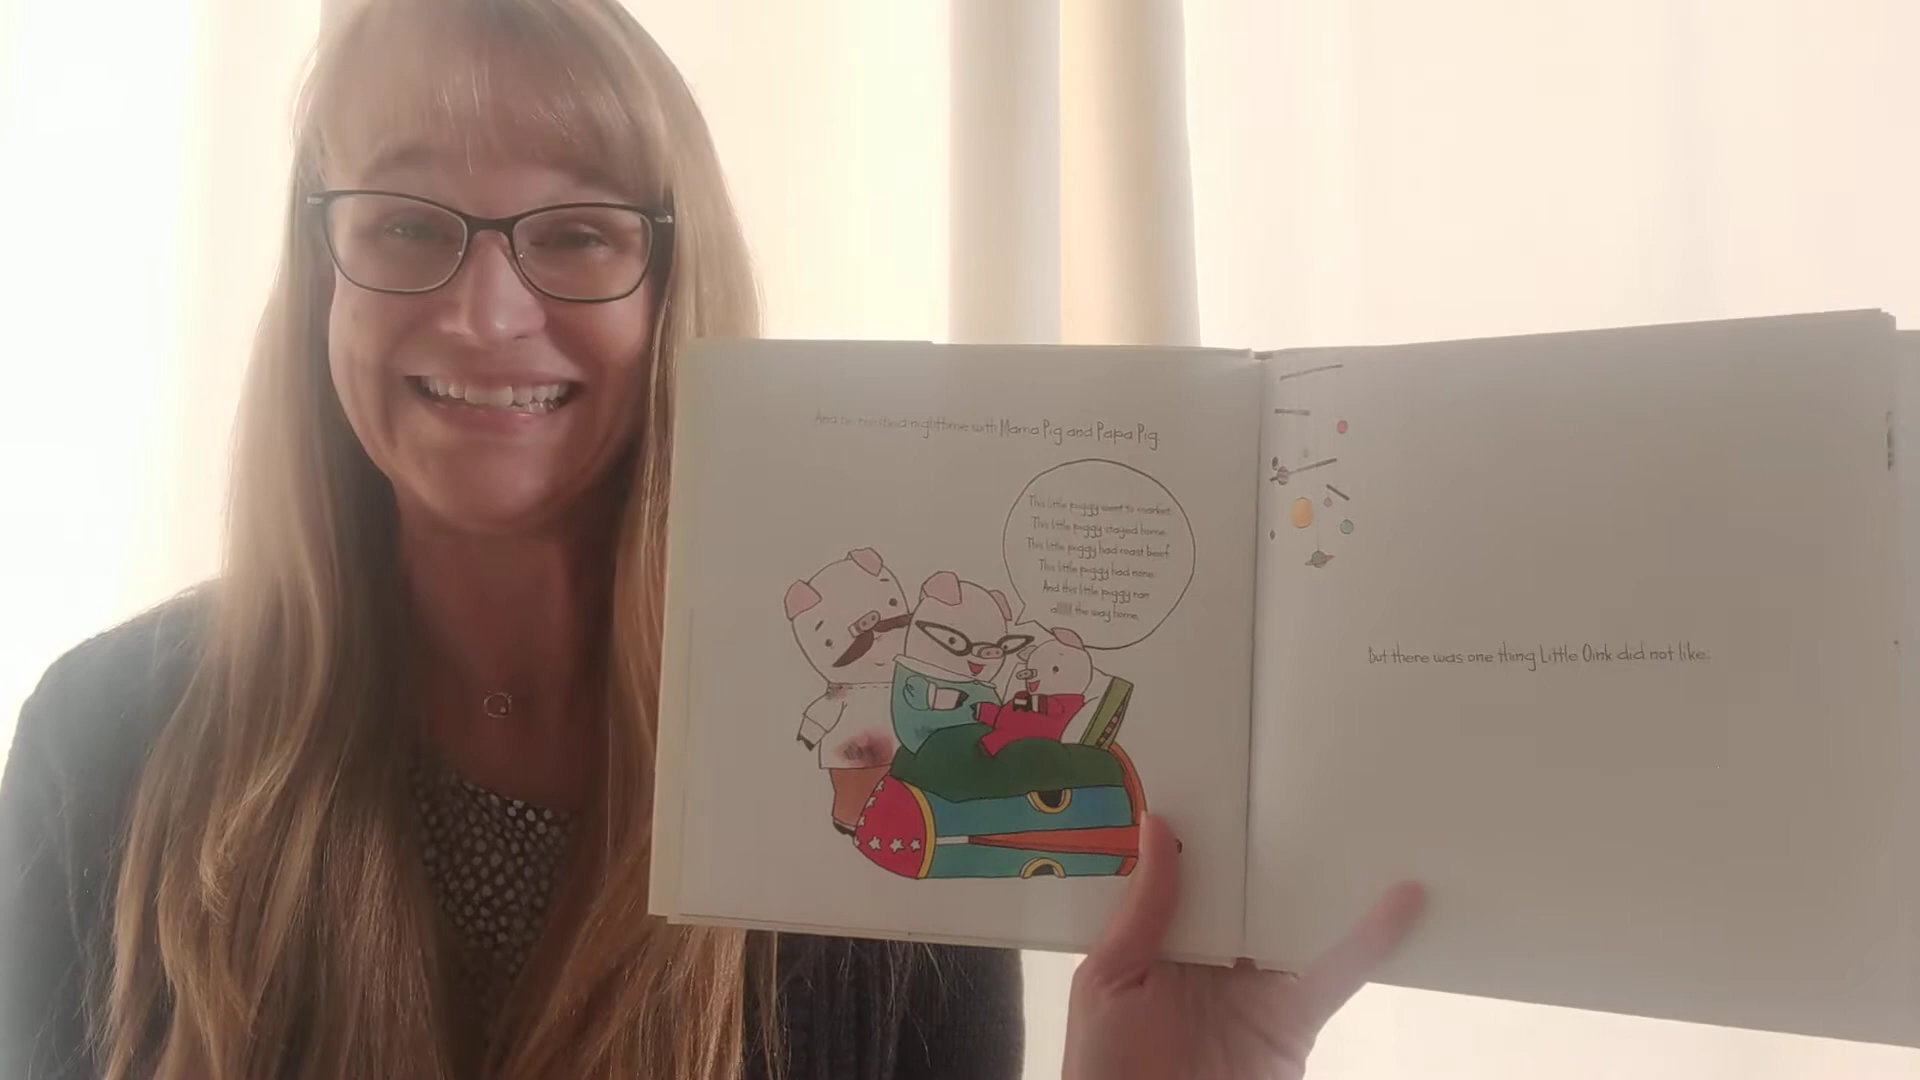 And he relished nighttime with Mama Pig and Papa Pig.
This little piggy went to market.
This little piggy stayed home.
This little piggy had roast beef.
This little piggy had none.
And this little piggy ran
allllll the way home.
But there was one thing Little Oink did not like: